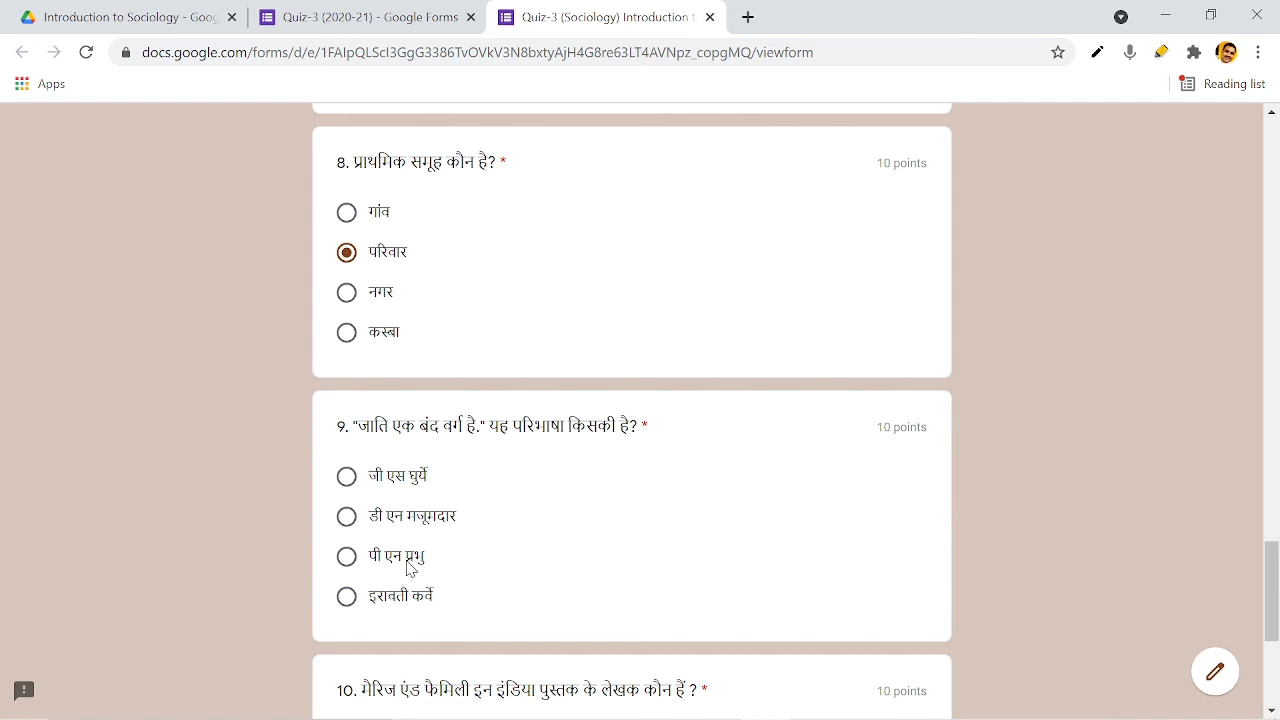 Introduction to Sociology - Goo
Quiz-3 (2020-21) - Google Forms
Quiz-3 (Sociology) Introduction t
docs.google.com/forms/d/e/1FAIpQLScI3GgG3386TvOVkV3N8bxtyAjH4G8re63LT4AVNpz_copgMQ/viewform
Apps
Reading list
8. प्राथमिक समूह कौन है? *
10 points
गांव
परिवार
नगर
कस्बा
9. "जाति एक बंद वर्ग है." यह परिभाषा किसकी है? *
10 points
जी एस घुर्ये
डी एन मजूमदार
पी एन प्रभु
इरावती कर्वे
10. मैरिज एंड फैमिली इन इंडिया पुस्तक के लेखक कौन हैं ? *
10 points